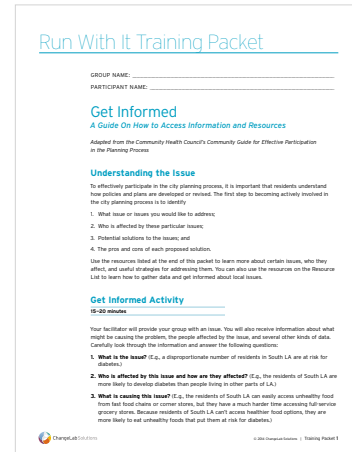 Run With It Training Packet
GROUP NAME:
PARTICIPANT NAME:
Get Informed
A Guide On How to Access Information and Resources
Adapted from the Community Health Council's Community Guide for Effective Participation
in the Planning Process
Understanding the Issue
To effectively participate in the city planning process, it is important that residents understand
how policies and plans are developed or revised. The first step to becoming actively involved in
the city planning process is to identify
1. What issue or issues you would like to address;
2. Who is affected by these particular issues;
3. Potential solutions to the issues; and
4. The pros and cons of each proposed solution.
Use the resources listed at the end of this packet to learn more about certain issues, who they
affect, and useful strategies for addressing them. You can also use the resources on the Resource
List to learn how to gather data and get informed about local issues.
Get Informed Activity
15–20 minutes
Your facilitator will provide your group with an issue. You will also receive information about what
might be causing the problem, the people affected by the issue, and several other kinds of data.
Carefully look through the information and answer the following questions:
1. What is the issue? (E.g., a disproportionate number of residents in South LA are at risk for
diabetes.)
2. Who is affected by this issue and how are they affected? (E.g., the residents of South LA are
more likely to develop diabetes than people living in other parts of LA.)
3. What is causing this issue? (E.g., the residents of South LA can easily access unhealthy food
from fast food chains or corner stores, but they have a much harder time accessing full-service
grocery stores. Because residents of South LA can't access healthier food options, they are
more likely to eat unhealthy foods that put them at risk for diabetes.)
ChangeLabSolutions
© 2014 ChangeLab Solutions | Training Packet 1